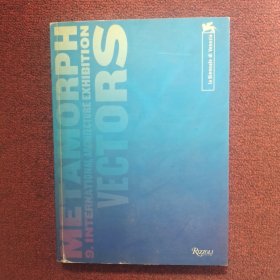 METAMORPH
9. INTERNATIONAL ARCHITECTURE EXHIBITION
VECTORS
la Biennale di Venezia
RIZZOLI